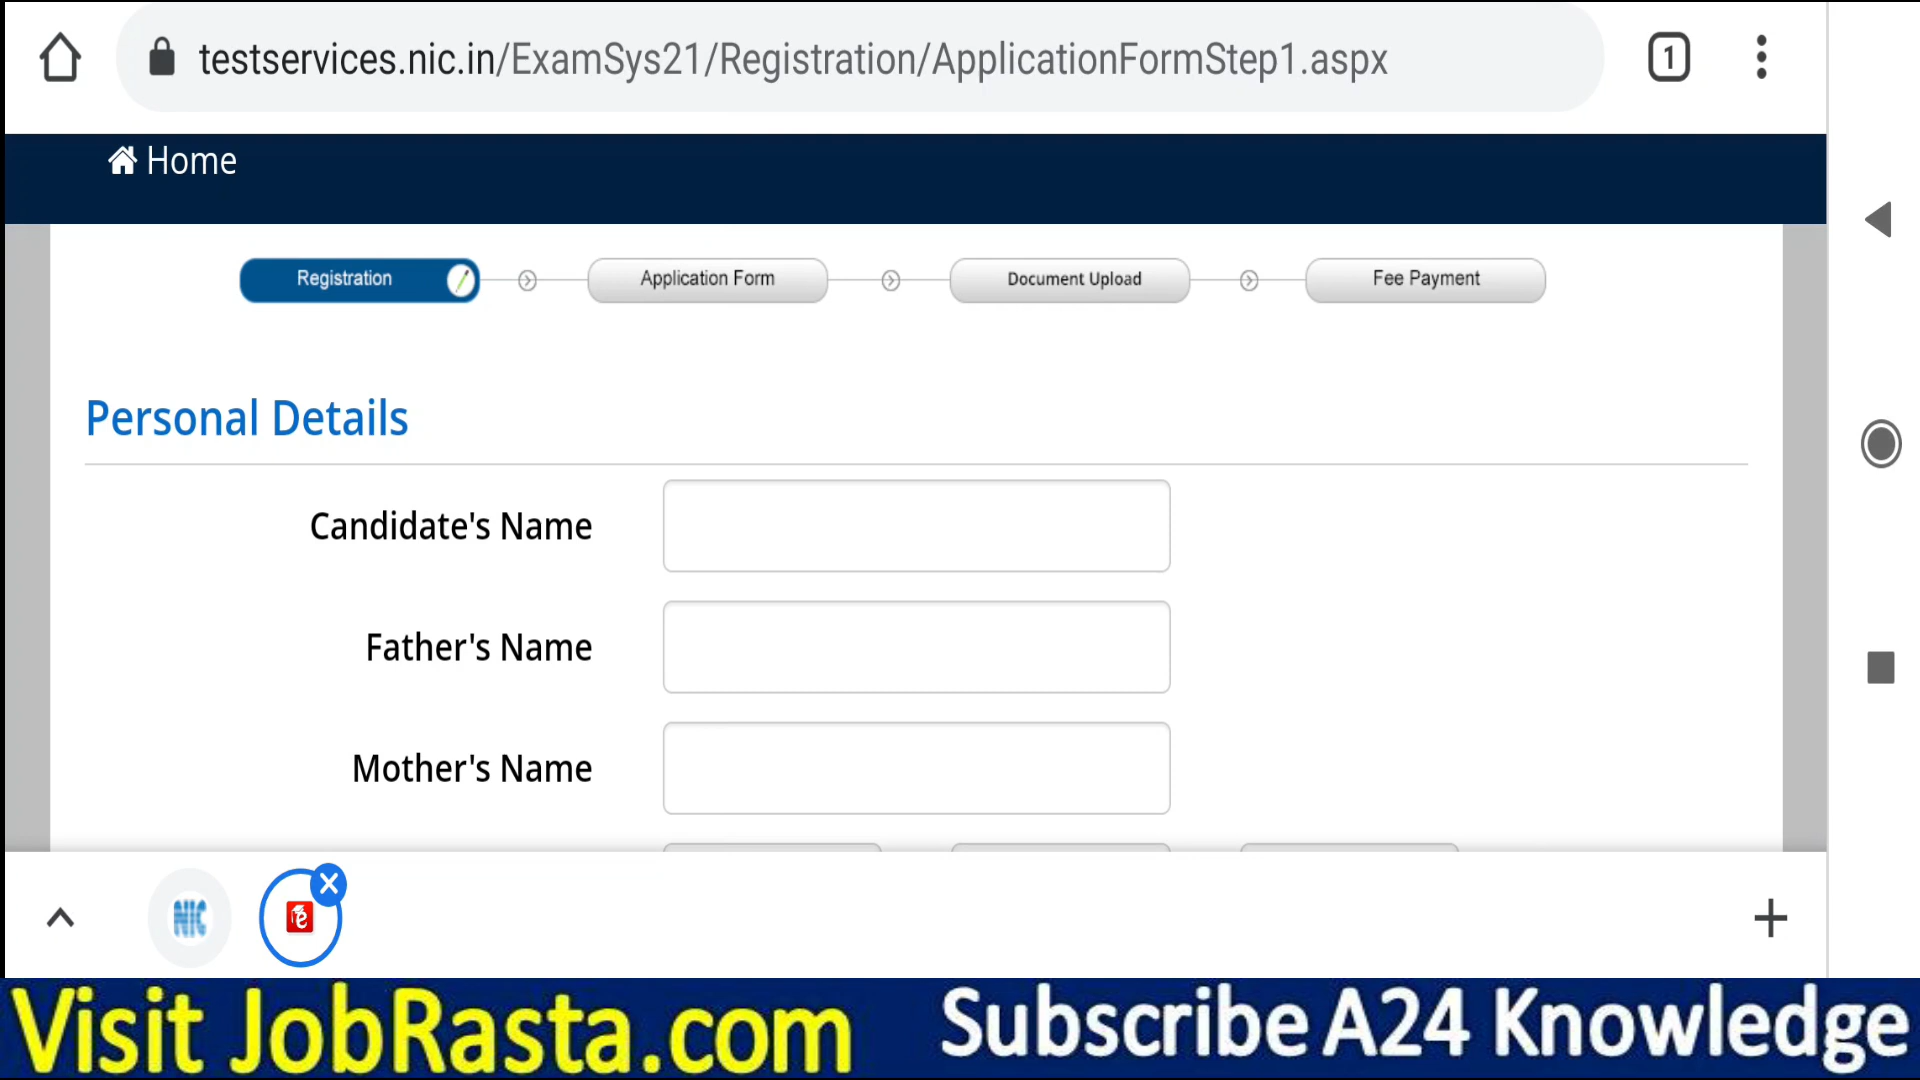 testservices.nic.in/ExamSys21/Registration/ApplicationFormStep1.aspx
1
Home
Registration
Application Form
Document Upload
Fee Payment
Personal Details
Candidate's Name
Father's Name
Mother's Name
NIC
Visit JobRasta.com
Subscribe A24 Knowledge